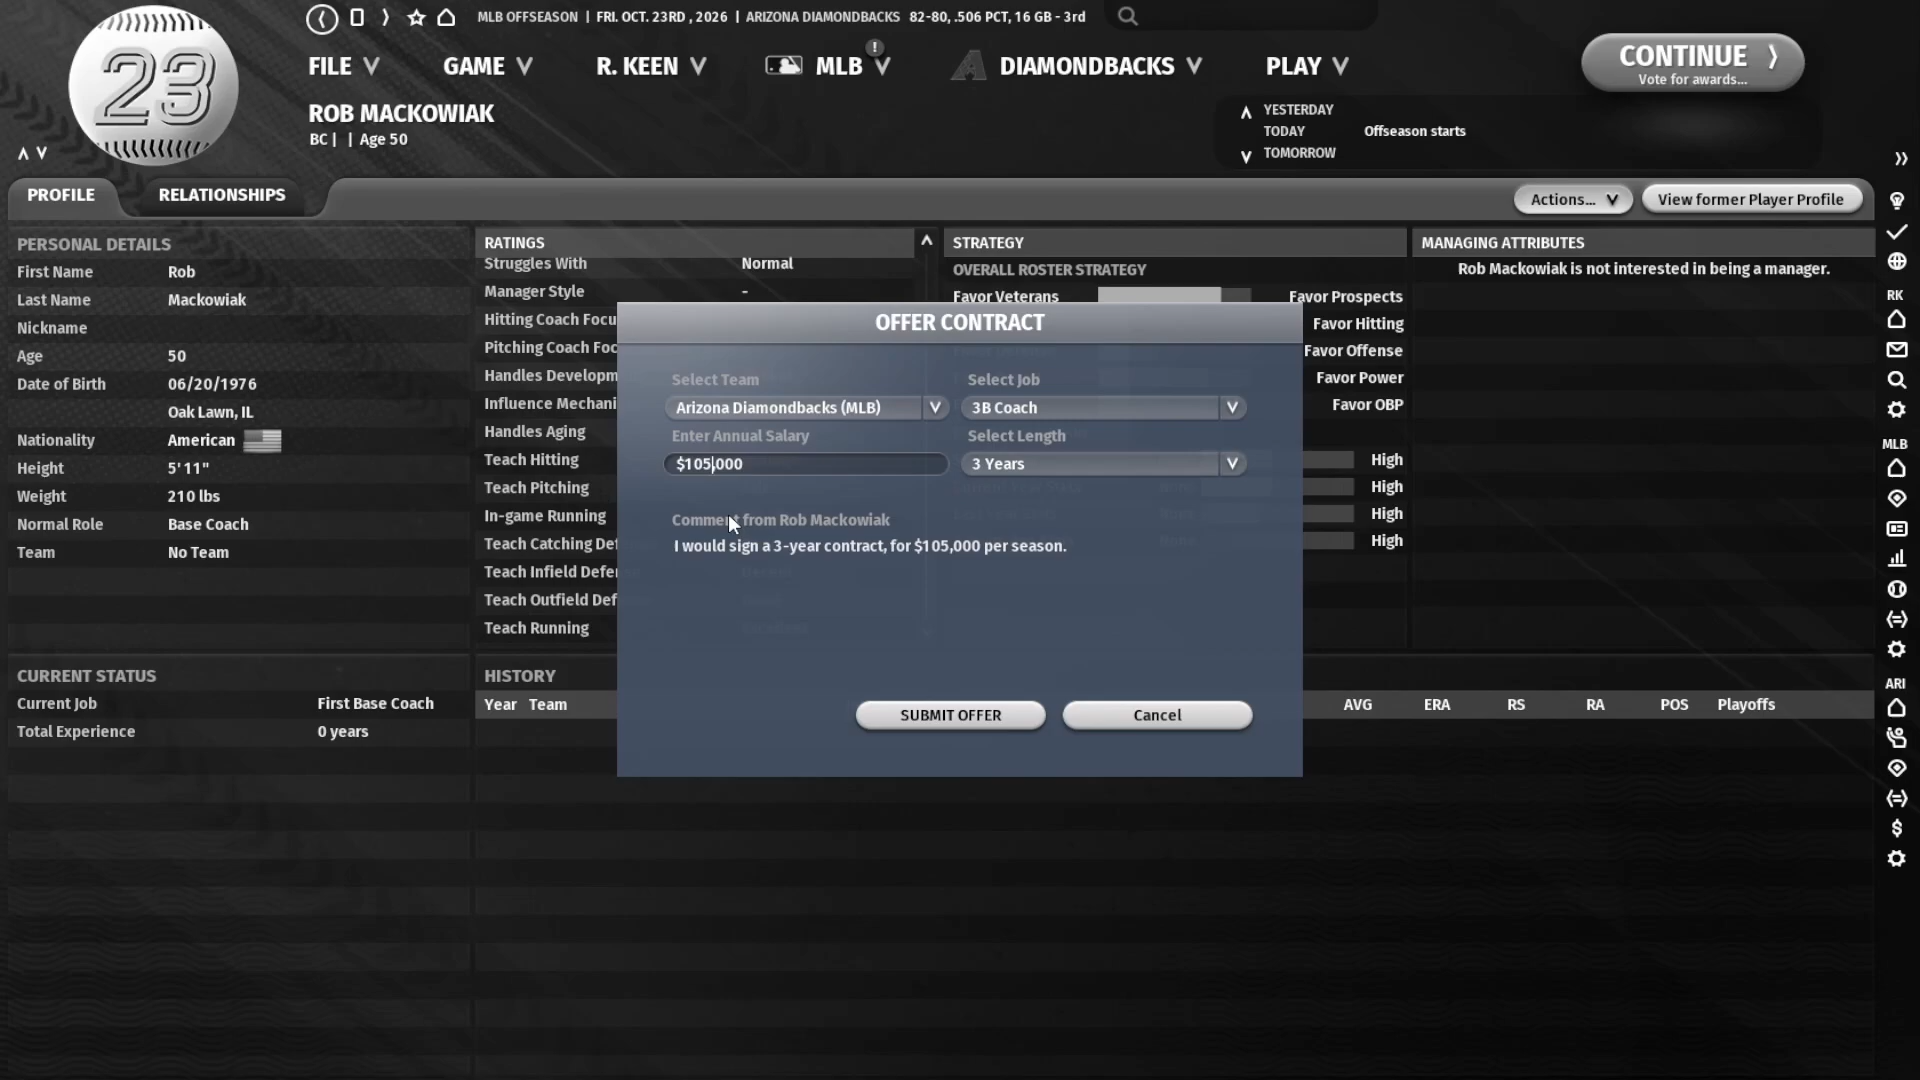 23
MLB OFFSEASON | FRI. OCT. 23RD , 2026 | ARIZONA DIAMONDBACKS 82-80, .506 PCT, 16 GB - 3rd
FILE GAME R. KEEN MLB ! DIAMONDBACKS PLAY
CONTINUE
Vote for awards...
ROB MACKOWIAK
BC | | Age 50
YESTERDAY
TODAY Offseason starts
TOMORROW
PROFILE RELATIONSHIPS Actions... View former Player Profile
PERSONAL DETAILS
First Name Rob
Last Name Mackowiak
Nickname
Age 50
Date of Birth 06/20/1976
Oak Lawn, IL
Nationality American
Height 5' 11"
Weight 210 lbs
Normal Role Base Coach
Team No Team
RATINGS
Struggles With Normal
Manager Style -
Hitting Coach Focu
Pitching Coach Foc
Handles Developm
Influence Mechani
Handles Aging
Teach Hitting
Teach Pitching
In-game Running
Teach Catching Def
Teach Infield Defe
Teach Outfield Def
Teach Running
STRATEGY
OVERALL ROSTER STRATEGY
Favor Veterans Favor Prospects
Favor Hitting
Favor Offense
Favor Power
Favor OBP
High
High
High
High
MANAGING ATTRIBUTES
Rob Mackowiak is not interested in being a manager.
OFFER CONTRACT
Select Team Select Job
Arizona Diamondbacks (MLB) 3B Coach
Enter Annual Salary Select Length
$105,000 3 Years
Comment from Rob Mackowiak
I would sign a 3-year contract, for $105,000 per season.
SUBMIT OFFER Cancel
CURRENT STATUS
Current Job First Base Coach
Total Experience 0 years
HISTORY
Year Team AVG ERA RS RA POS Playoffs
RK
MLB
ARI